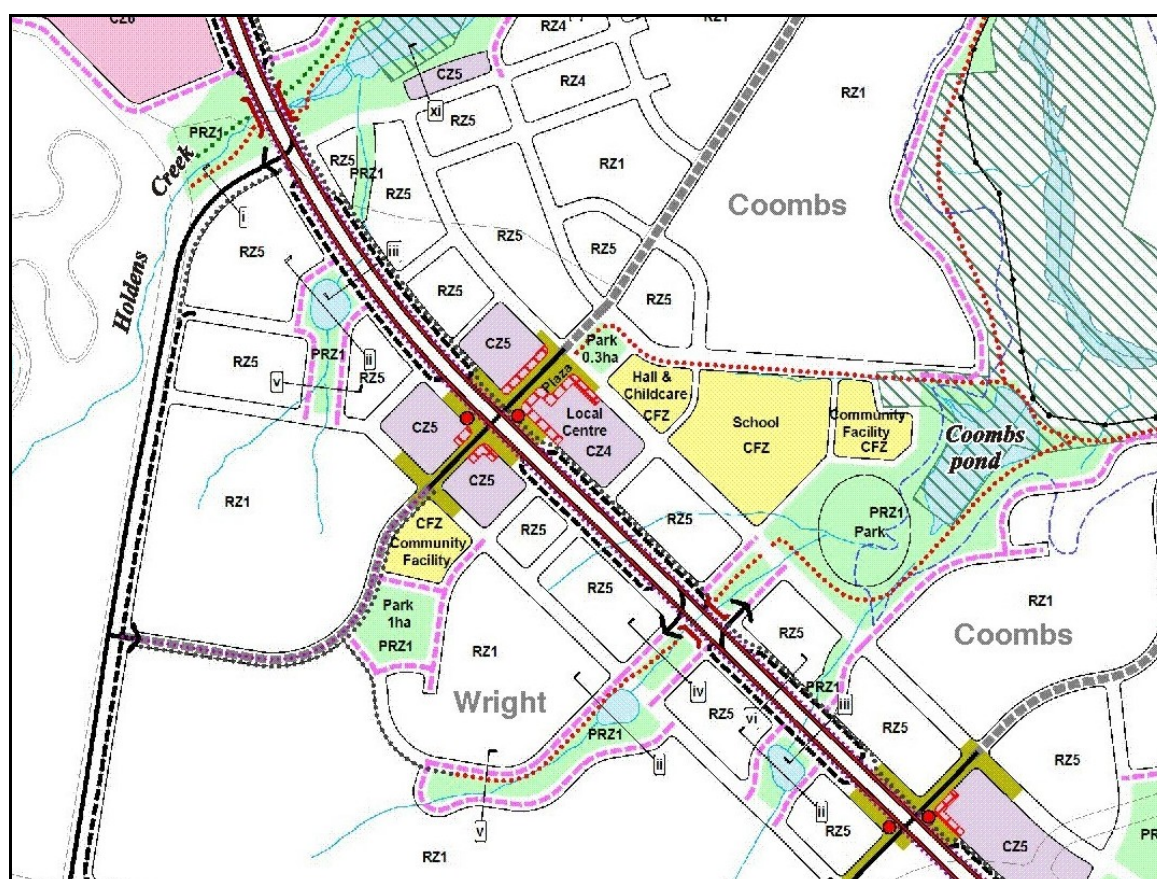 CZ6
RZ4
RZ1
CZ5
RZ4
RZ1
xi
RZ5
PRZ1
Creek
RZ5
PRZ1
RZ5
RZ1
Coombs
i
iii
RZ5
RZ5
RZ5
Holdens
RZ5
RZ5
PRZ1
ii
RZ5
v
RZ5
CZ5
Plaza
Park
0.3ha
Hall &
Childcare
CFZ
CZ5
Local
Centre
CZ4
School
CFZ
Community
Facility
CFZ
Coombs
pond
CZ5
RZ1
RZ5
PRZ1
Park
CFZ
Community
Facility
RZ5
RZ5
Park
1ha
PRZ1
RZ1
RZ5
RZ1
Coombs
Wright
iv
PRZ1
iii
RZ5
vi
RZ5
PRZ1
ii
RZ5
v
ii
RZ5
CZ5
RZ1